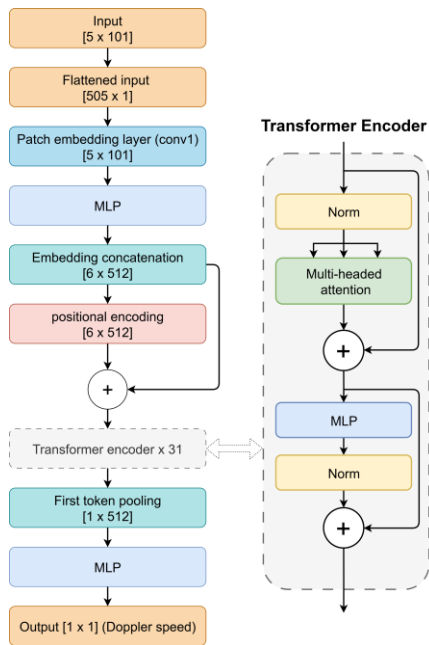 Input
[5 x 101]
Flattened input
[505 x 1]
Patch embedding layer (conv1)
[5 x 101]
MLP
Embedding concatenation
[6 x 512]
positional encoding
[6 x 512]
+
Transformer encoder x 31
First token pooling
[1 x 512]
MLP
Output [1 x 1] (Doppler speed)
Transformer Encoder
Norm
Multi-headed
attention
+
MLP
Norm
+